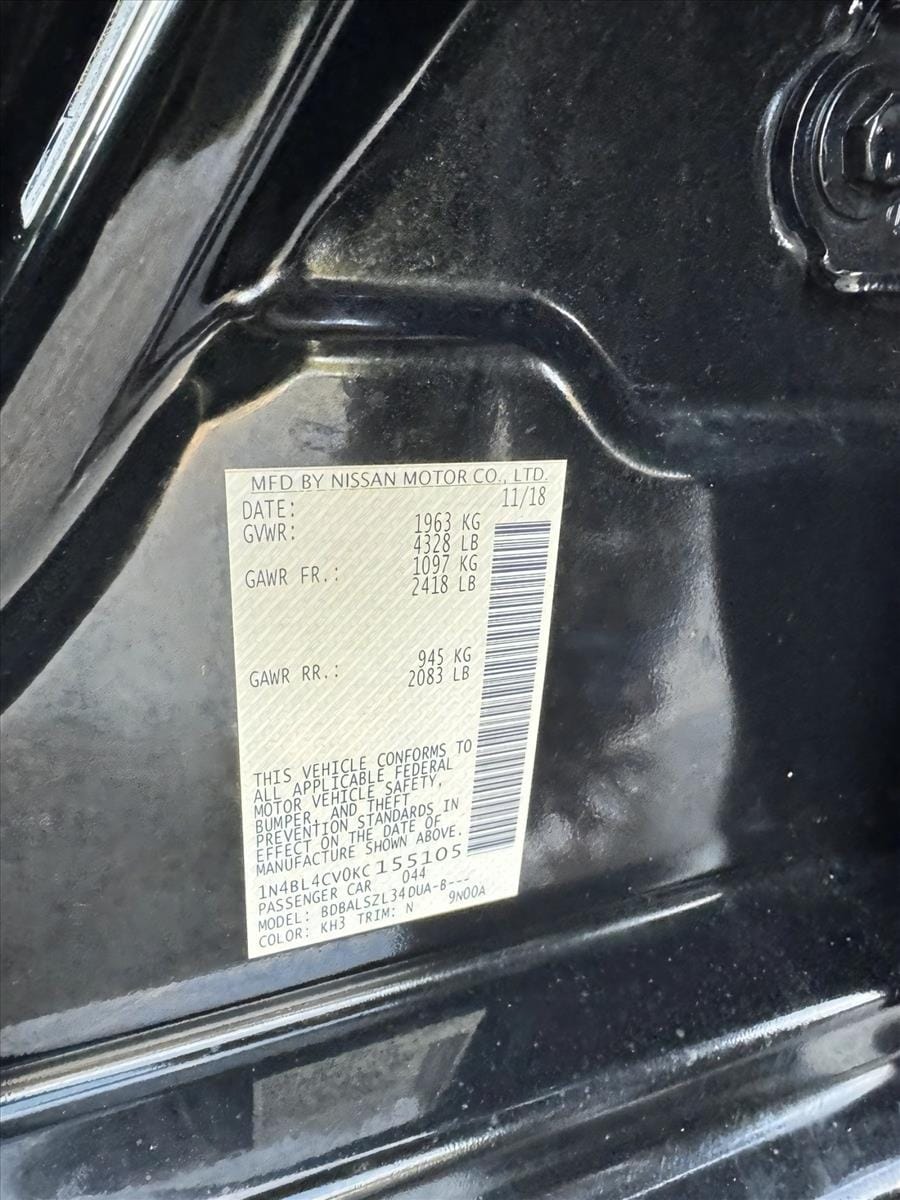 MFD BY NISSAN MOTOR CO., LTD.
DATE: 11/18
GVWR: 1963 KG
4328 LB
GAWR FR.: 1097 KG
2418 LB
GAWR RR.: 945 KG
2083 LB
THIS VEHICLE CONFORMS TO
ALL APPLICABLE FEDERAL
MOTOR VEHICLE SAFETY,
BUMPER, AND THEFT
PREVENTION STANDARDS IN
EFFECT ON THE DATE OF
MANUFACTURE SHOWN ABOVE.
1N4BL4CV0KC155105
PASSENGER CAR 044
MODEL:
COLOR: KH3 TRIM: N 9N00A